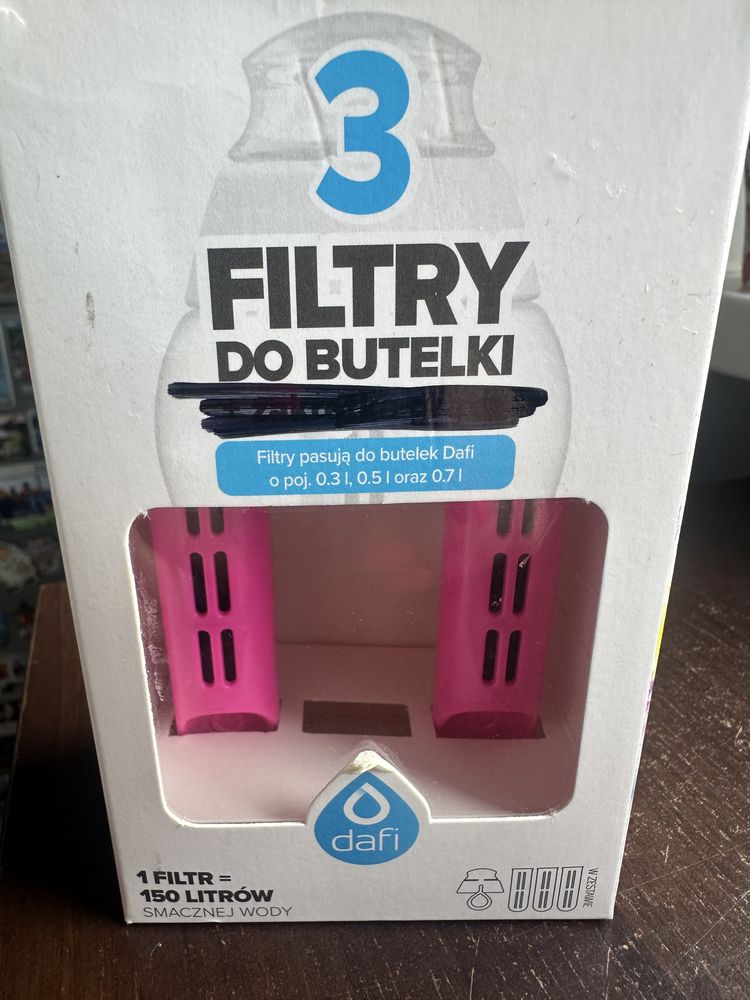 3
FILTRY
DO BUTELKI
Filtry pasują do butelek Dafi
o poj. 0.3 l, 0.5 l oraz 0.7 l
dafi
1 FILTR =
150 LITRÓW
SMACZNEJ WODY
W ZESTAWIE